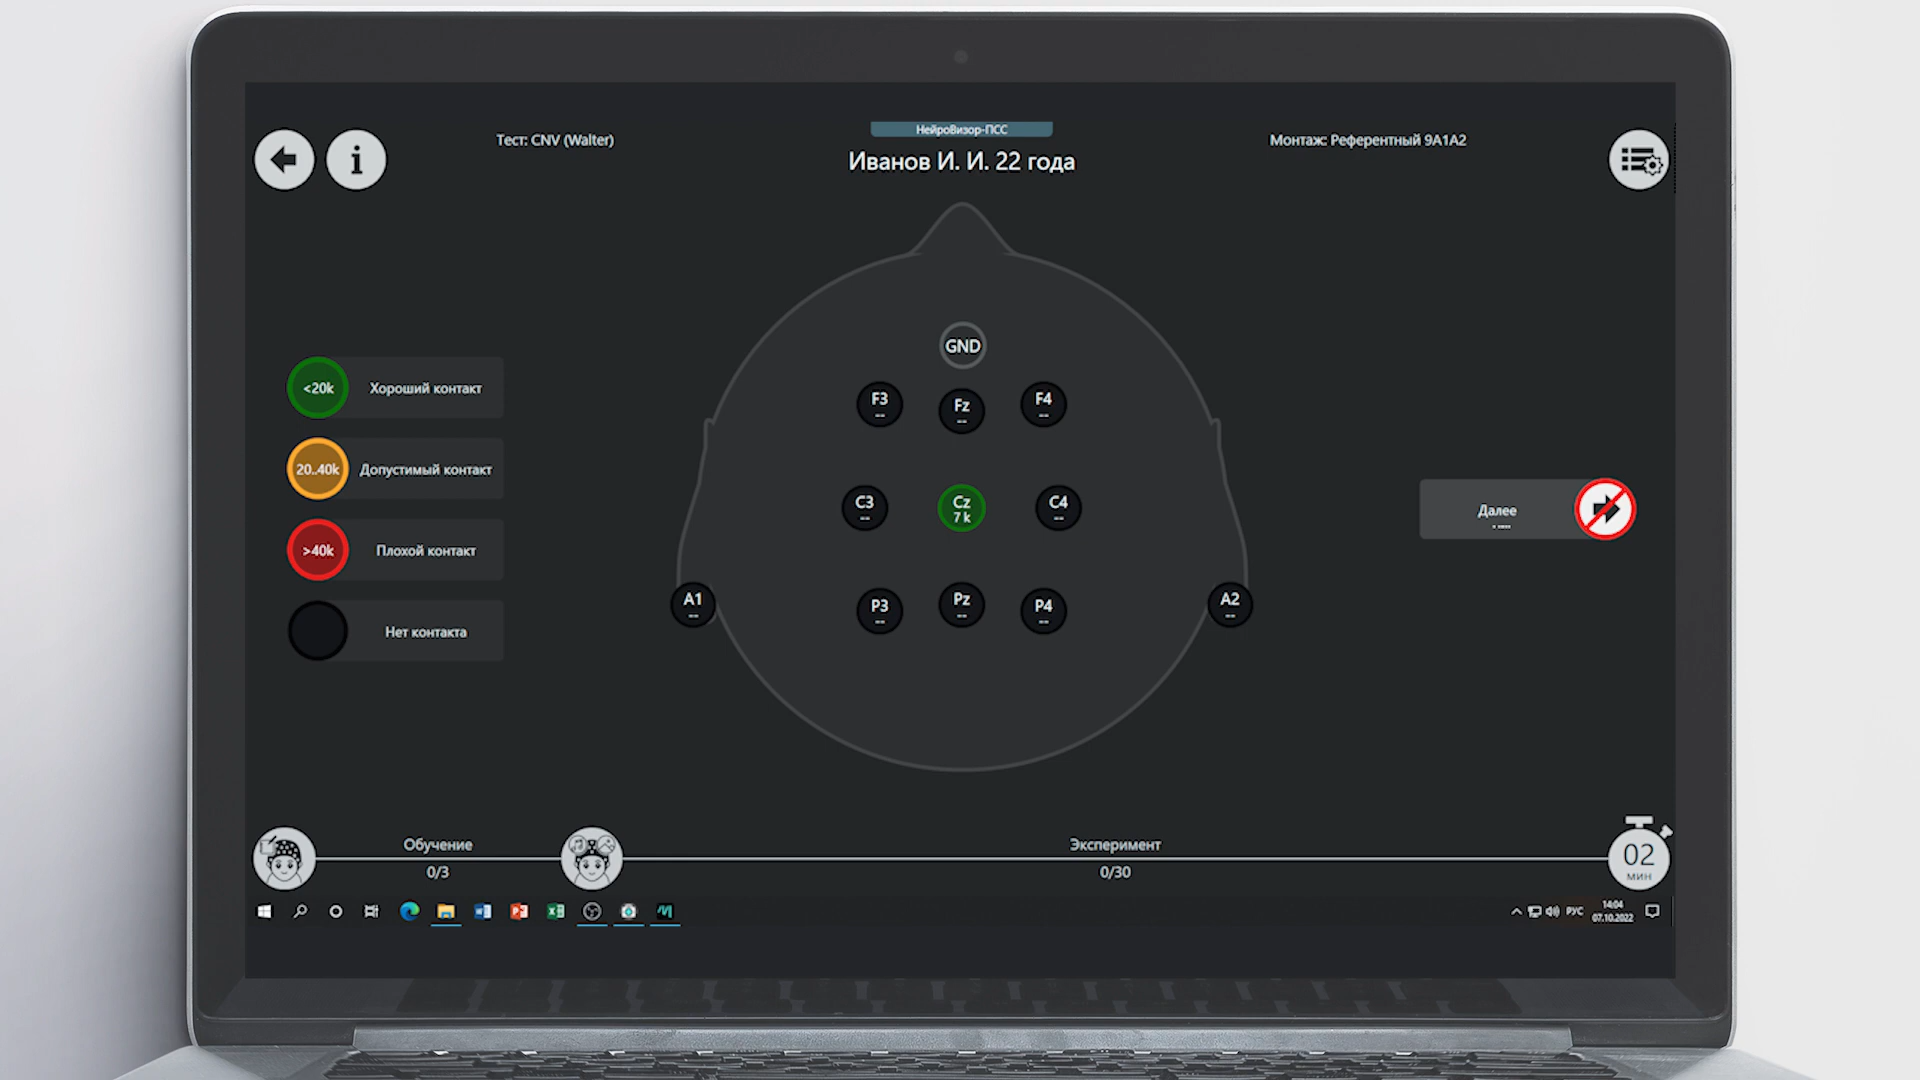 НейроВизор-ПСС
Тест: CNV (Walter)
Иванов И. И. 22 года
Монтаж: Референтный 9А1А2
GND
F3
--
Fz
--
F4
--
<20k
Хороший контакт
20..40k
Допустимый контакт
>40k
Плохой контакт
Нет контакта
C3
--
Cz
7 k
C4
--
Далее
A1
--
P3
--
Pz
--
P4
--
A2
--
Обучение
0/3
Эксперимент
0/30
02
мин
РУС
14:04
07.10.2022